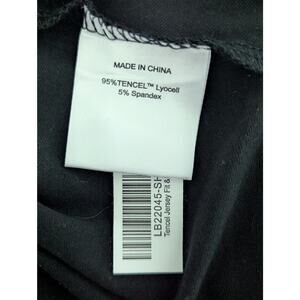 MADE IN CHINA
95%TENCEL™ Lyocell
5% Spandex
LB22045-SH
Tencel Jersey Fit &